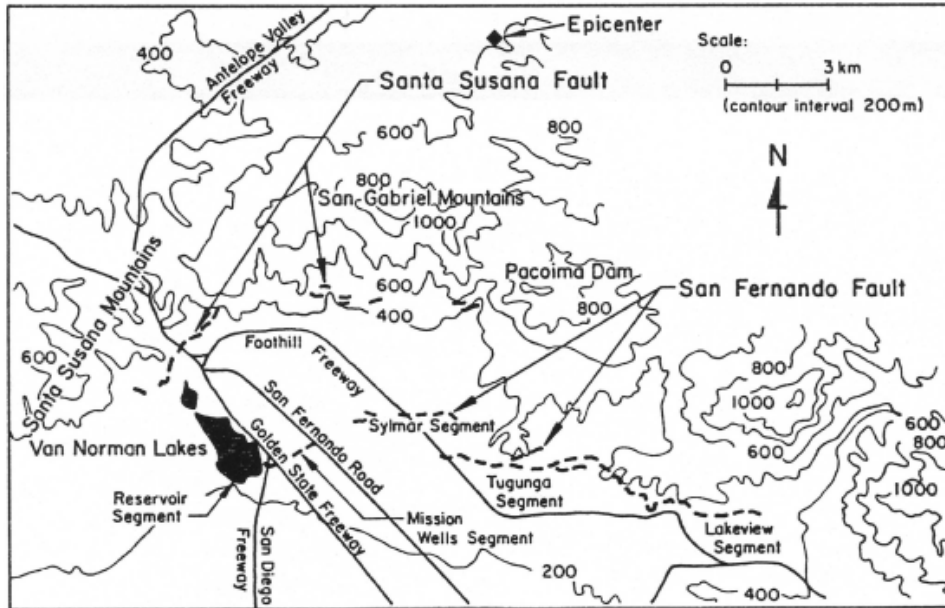 400
Antelope Valley
Freeway
Epicenter
Scale:
0 3 km
(contour interval 200 m)
Santa Susana Fault
600
800
800
San Gabriel Mountains
1000
N
Santa Susana Mountains
600
400
Pacoima Dam
800
San Fernando Fault
600
Foothill
Freeway
800
1000
600
600
800
1000
Sylmar Segment
San Fernando Road
Golden State Freeway
Van Norman Lakes
Tugunga
Segment
Reservoir
Segment
Mission
Wells Segment
Lakeview
Segment
San Diego
Freeway
200
400